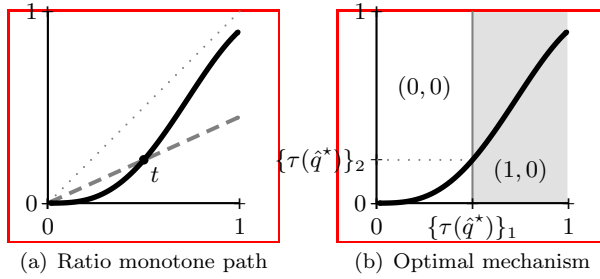 1
0
0
1
t
(a) Ratio monotone path
1
(0, 0)
{τ(q̂⋆)}₂
(1, 0)
0
0
{τ(q̂⋆)}₁
1
(b) Optimal mechanism